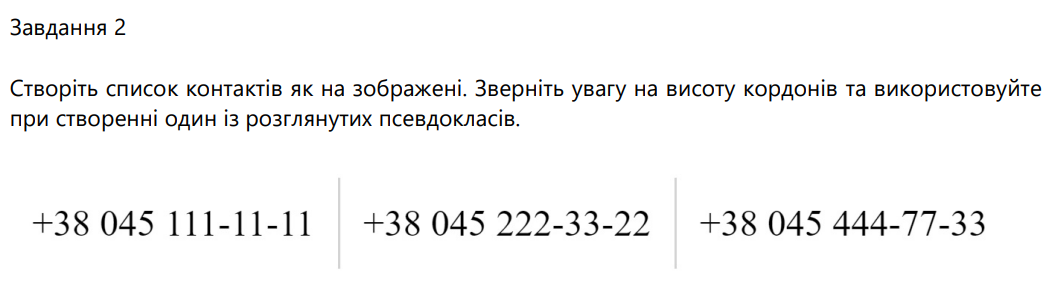 Завдання 2
Створіть список контактів як на зображені. Зверніть увагу на висоту кордонів та використовуйте
при створенні один із розглянутих псевдокласів.
+38 045 111-11-11 +38 045 222-33-22 +38 045 444-77-33